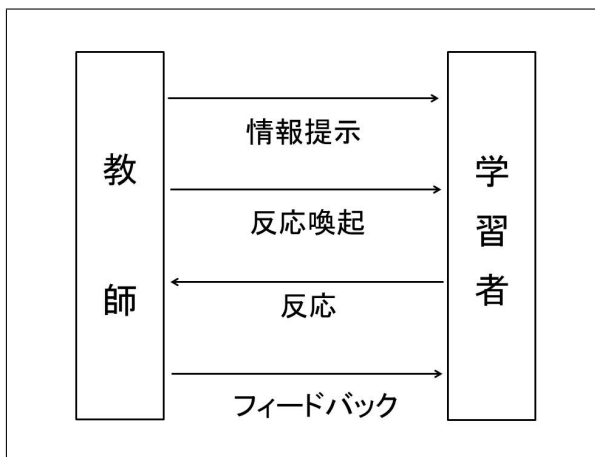 教師
情報提示
反応喚起
反応
フィードバック
学習者